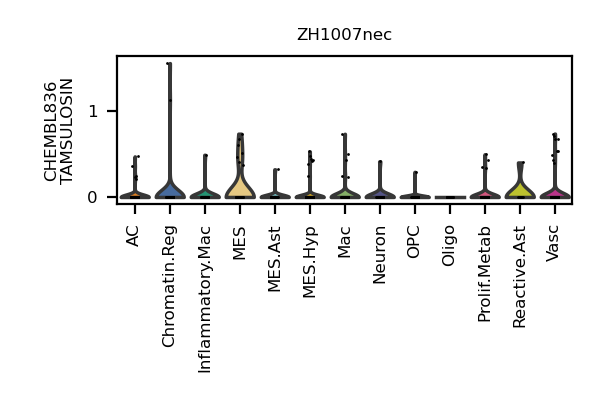 ZH1007nec
CHEMBL836
TAMSULOSIN
1
0
AC
Chromatin.Reg
Inflammatory.Mac
MES
MES.Ast
MES.Hyp
Mac
Neuron
OPC
Oligo
Prolif.Metab
Reactive.Ast
Vasc